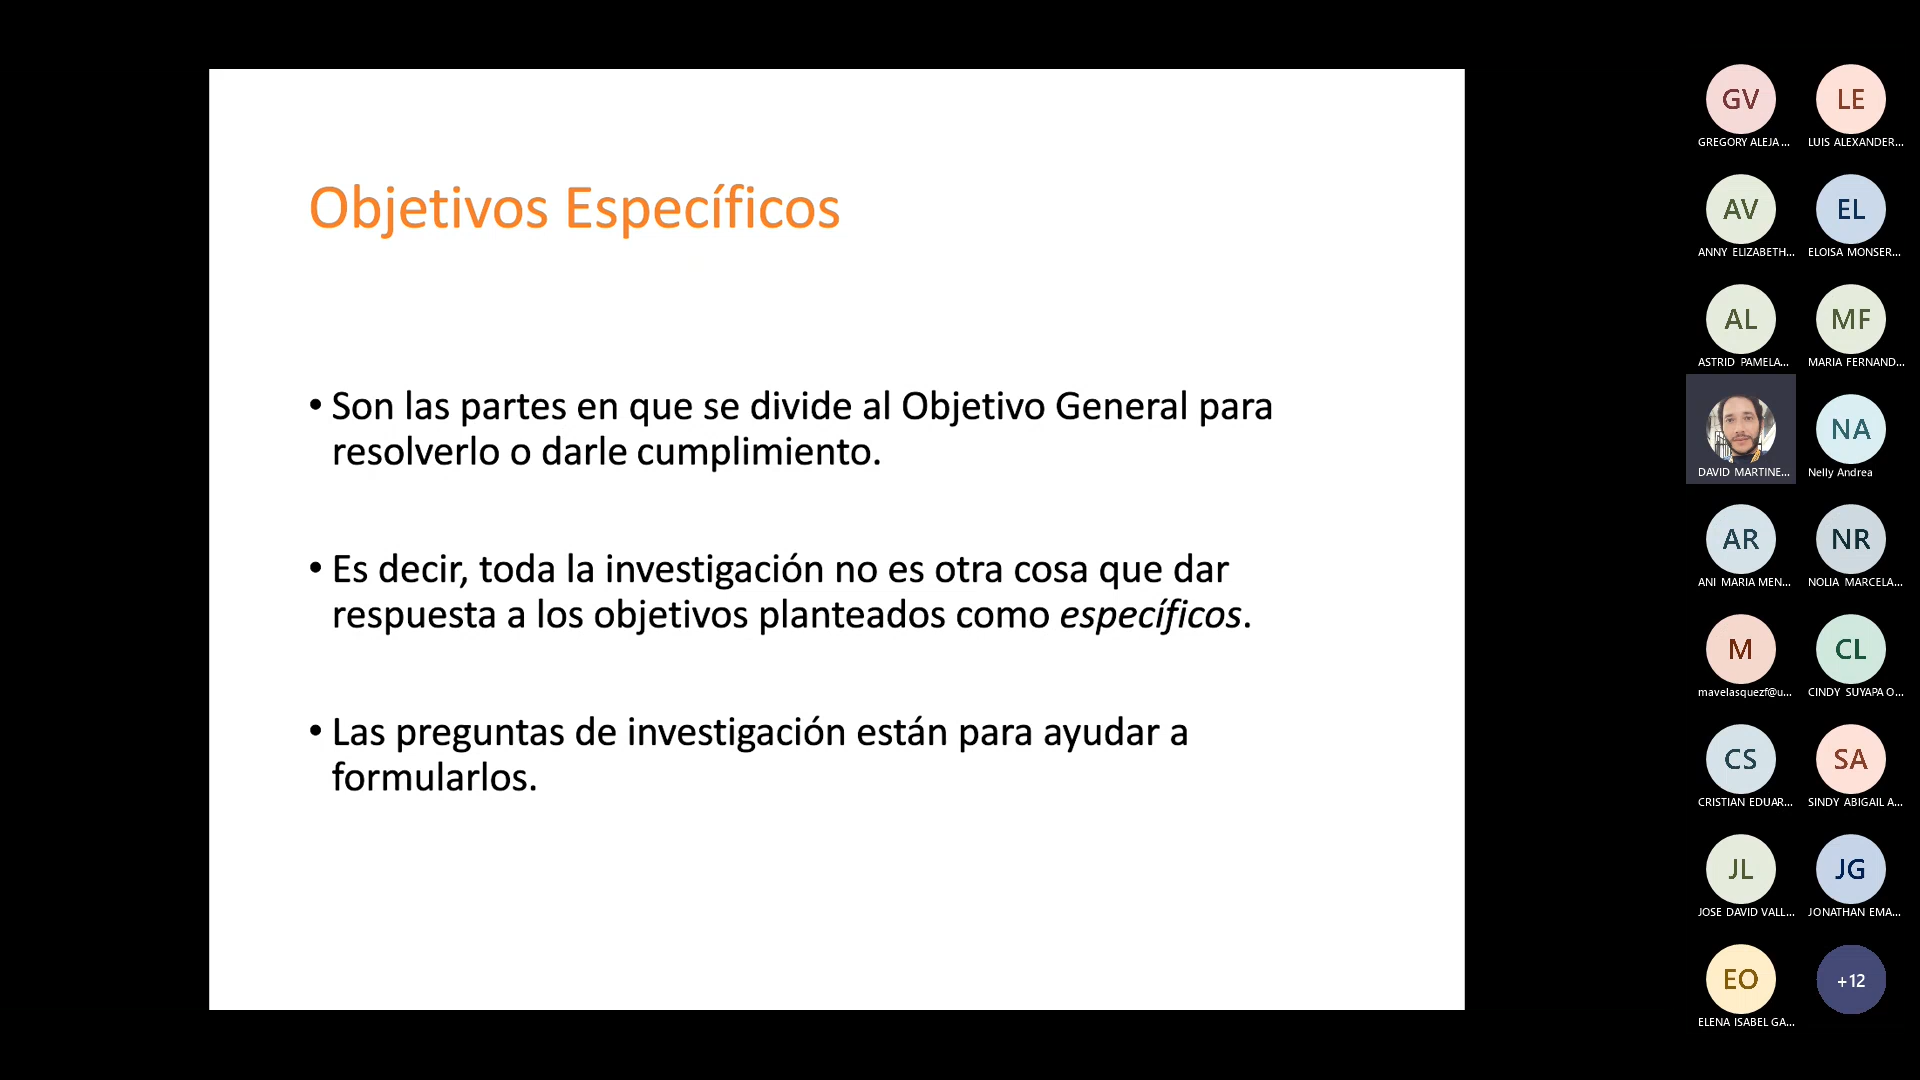 Objetivos Específicos
• Son las partes en que se divide al Objetivo General para
resolverlo o darle cumplimiento.
• Es decir, toda la investigación no es otra cosa que dar
respuesta a los objetivos planteados como específicos.
• Las preguntas de investigación están para ayudar a
formularlos.
GV LE
GREGORY ALEJA... LUIS ALEXANDER...
AV EL
ANNY ELIZABETH... ELOISA MONSER...
AL MF
ASTRID PAMELA... MARIA FERNAND...
NA
DAVID MARTINE... Nelly Andrea
AR NR
ANI MARIA MEN... NOLIA MARCELA...
M CL
mavelasquezf@u... CINDY SUYAPA O...
CS SA
CRISTIAN EDUAR... SINDY ABIGAIL A...
JL JG
JOSE DAVID VALL... JONATHAN EMA...
EO +12
ELENA ISABEL GA...